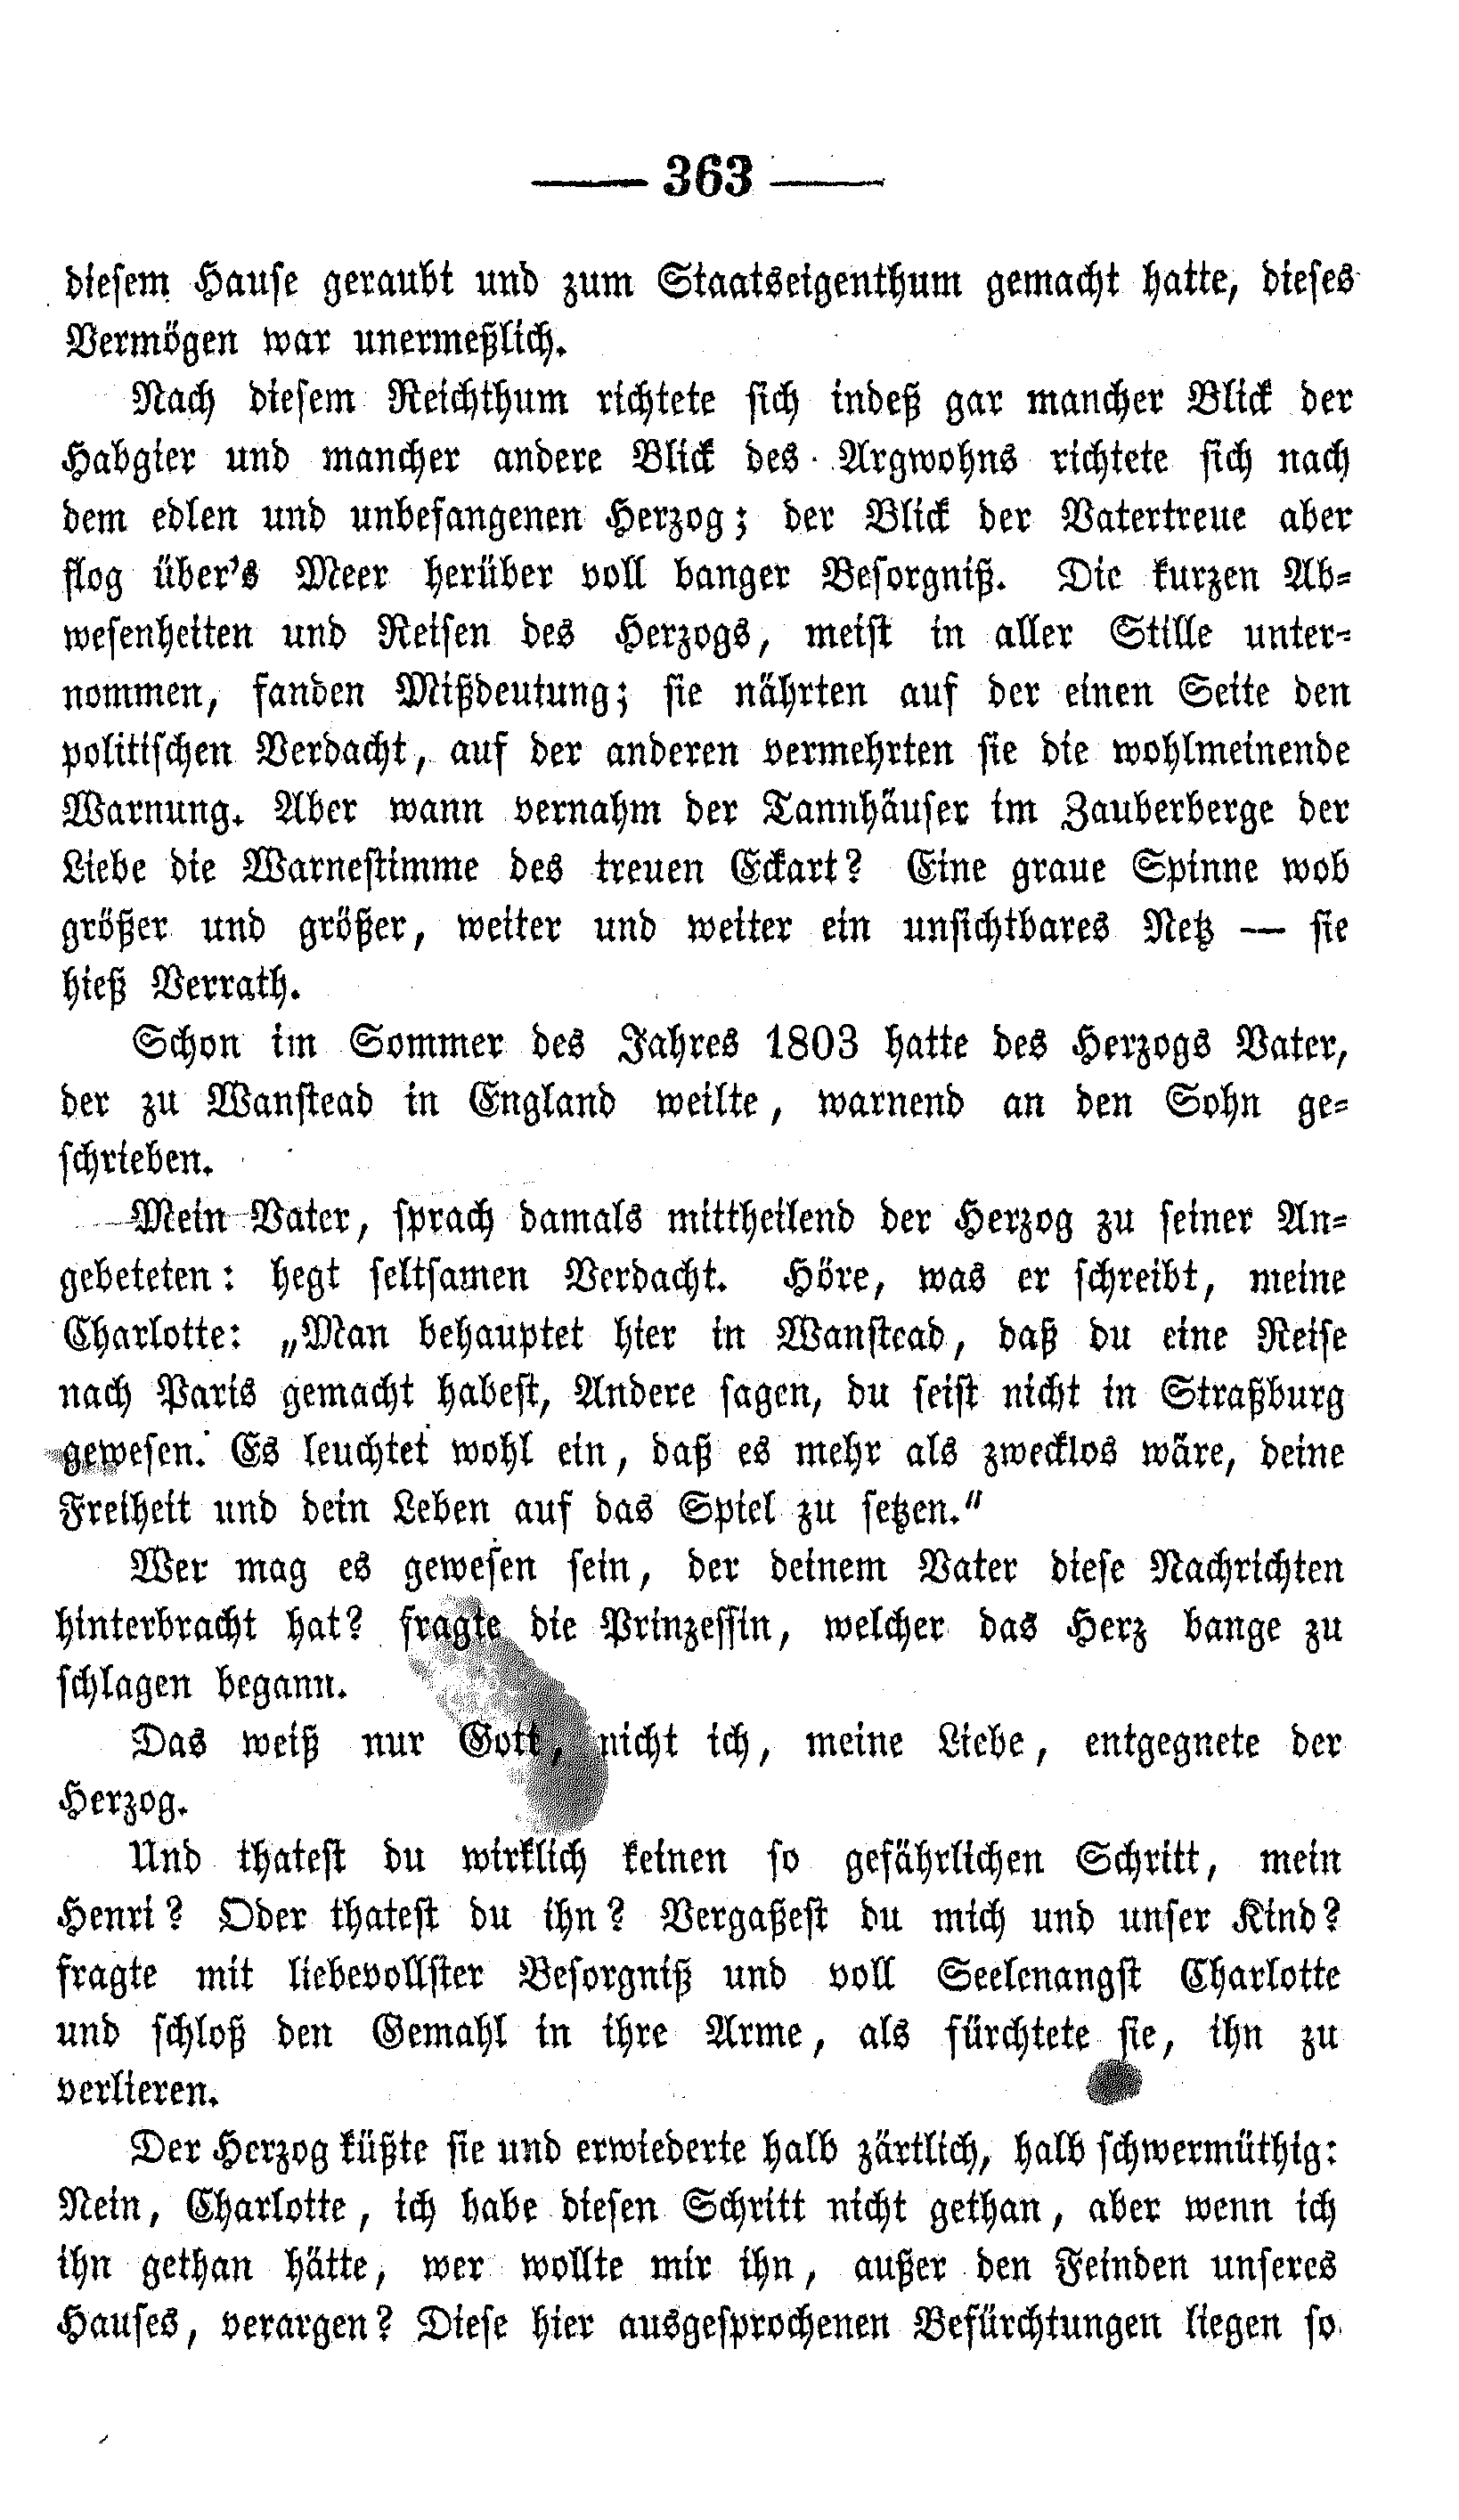 — 363 —
diesem Hause geraubt und zum Staatseigenthum gemacht hatte, dieses
Vermögen war unermeßlich.
Nach diesem Reichthum richtete sich indeß gar mancher Blick der
Habgier und mancher andere Blick des Argwohns richtete sich nach
dem edlen und unbefangenen Herzog; der Blick der Vatertreue aber
flog über's Meer herüber voll banger Besorgniß. Die kurzen Ab-
wesenheiten und Reisen des Herzogs, meist in aller Stille unter-
nommen, fanden Mißdeutung; sie nährten auf der einen Seite den
politischen Verdacht, auf der anderen vermehrten sie die wohlmeinende
Warnung. Aber wann vernahm der Tannhäuser im Zauberberge der
Liebe die Warnestimme des treuen Eckart? Eine graue Spinne wob
größer und größer, weiter und weiter ein unsichtbares Netz — sie
hieß Verrath.
Schon im Sommer des Jahres 1803 hatte des Herzogs Vater,
der zu Wanstead in England weilte, warnend an den Sohn ge-
schrieben.
Mein Vater, sprach damals mittheilend der Herzog zu seiner An-
gebeteten: hegt seltsamen Verdacht. Höre, was er schreibt, meine
Charlotte: „Man behauptet hier in Wanstead, daß du eine Reise
nach Paris gemacht habest, Andere sagen, du seist nicht in Straßburg
gewesen. Es leuchtet wohl ein, daß es mehr als zwecklos wäre, deine
Freiheit und dein Leben auf das Spiel zu setzen."
Wer mag es gewesen sein, der deinem Vater diese Nachrichten
hinterbracht hat? fragte die Prinzessin, welcher das Herz bange zu
schlagen begann.
Das weiß nur Gott, nicht ich, meine Liebe, entgegnete der
Herzog.
Und thatest du wirklich keinen so gefährlichen Schritt, mein
Henri? Oder thatest du ihn? Vergaßest du mich und unser Kind?
fragte mit liebevollster Besorgniß und voll Seelenangst Charlotte
und schloß den Gemahl in ihre Arme, als fürchtete sie, ihn zu
verlieren.
Der Herzog küßte sie und erwiederte halb zärtlich, halb schwermüthig:
Nein, Charlotte, ich habe diesen Schritt nicht gethan, aber wenn ich
ihn gethan hätte, wer wollte mir ihn, außer den Feinden unseres
Hauses, verargen? Diese hier ausgesprochenen Befürchtungen liegen so